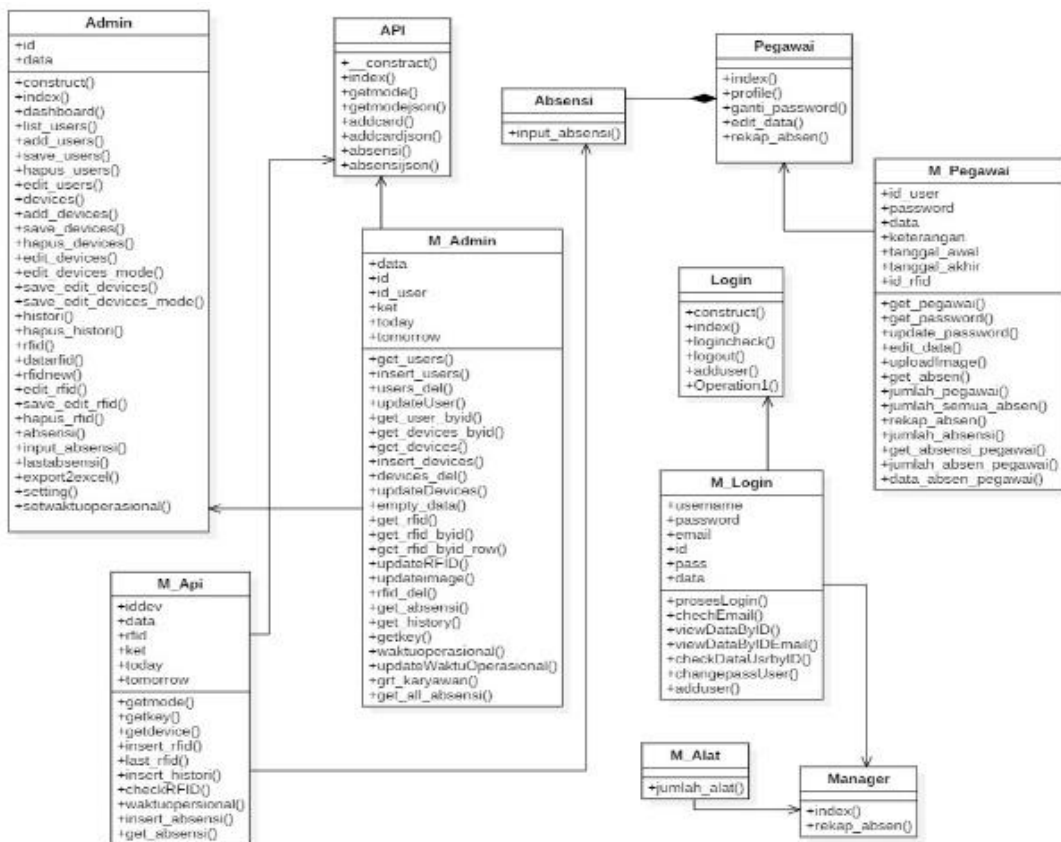 Admin
+id
+data
+construct()
+index()
+dashboard()
+list_users()
+add_users()
+save_users()
+hapus_users()
+edit_users()
+devices()
+add_devices()
+save_devices()
+hapus_devices()
+edit_devices()
+edit_devices_mode()
+save_edit_devices()
+save_edit_devices_mode()
+histori()
+hapus_histori()
+rfid()
+datarfid()
+rfidnew()
+edit_rfid()
+save_edit_rfid()
+hapus_rfid()
+absensi()
+input_absensi()
+lastabsensi()
+export2excel()
+setting()
+setwaktuoperasional()
API
+__constract()
+index()
+getmode()
+getmodejson()
+addcard()
+addcardjson()
+absensi()
+absensijson()
Absensi
+input_absensi()
Pegawai
+index()
+profile()
+ganti_password()
+edit_data()
+rekap_absen()
M_Pegawai
+id_user
+password
+data
+keterangan
+tanggal_awal
+tanggal_akhir
+id_rfid
+get_pegawai()
+get_password()
+update_password()
+edit_data()
+uploadImage()
+get_absen()
+jumlah_pegawai()
+jumlah_semua_absen()
+rekap_absen()
+jumlah_absensi()
+get_absensi_pegawai()
+jumlah_absen_pegawai()
+data_absen_pegawai()
M_Admin
+data
+id
+id_user
+ket
+today
+tomorrow
+get_users()
+insert_users()
+users_del()
+updateUser()
+get_user_byid()
+get_devices_byid()
+get_devices()
+insert_devices()
+devices_del()
+updateDevices()
+empty_data()
+get_rfid()
+get_rfid_byid()
+get_rfid_byid_row()
+updateRFID()
+updateimage()
+rfid_del()
+get_absensi()
+get_history()
+getkey()
+waktuoperasional()
+updateWaktuOperasional()
+grt_karyawan()
+get_all_absensi()
Login
+construct()
+index()
+logincheck()
+logout()
+adduser()
+Operation1()
M_Login
+username
+password
+email
+id
+pass
+data
+prosesLogin()
+chechEmail()
+viewDataByID()
+viewDataByIDEmail()
+checkDataUsrbyID()
+changepassUser()
+adduser()
M_Api
+iddev
+data
+rfid
+ket
+today
+tomorrow
+getmode()
+getkey()
+getdevice()
+insert_rfid()
+last_rfid()
+insert_histori()
+checkRFID()
+waktuopersional()
+insert_absensi()
+get_absensi()
M_Alat
+jumlah_alat()
Manager
+index()
+rekap_absen()